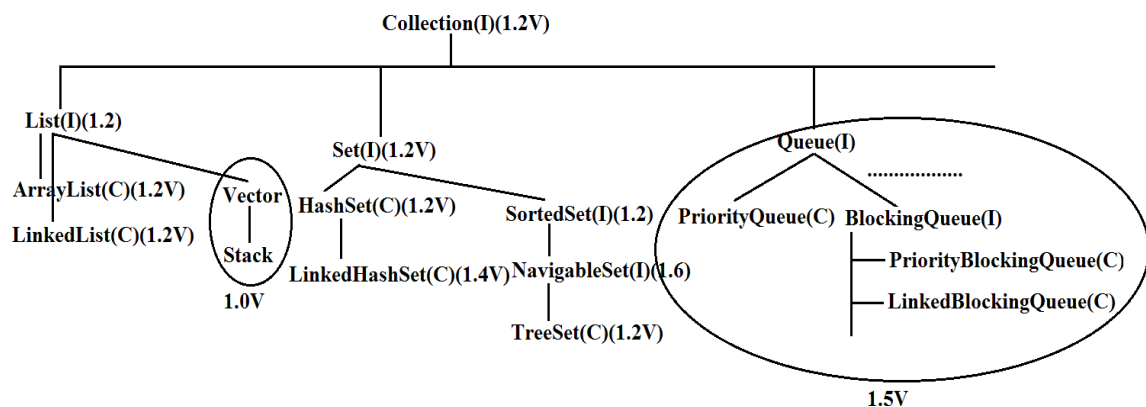 Collection(I)(1.2V)
List(I)(1.2)
ArrayList(C)(1.2V)
LinkedList(C)(1.2V)
Vector
Stack
1.0V
Set(I)(1.2V)
HashSet(C)(1.2V)
LinkedHashSet(C)(1.4V)
SortedSet(I)(1.2)
NavigableSet(I)(1.6)
TreeSet(C)(1.2V)
Queue(I)
..................
PriorityQueue(C)
BlockingQueue(I)
PriorityBlockingQueue(C)
LinkedBlockingQueue(C)
1.5V